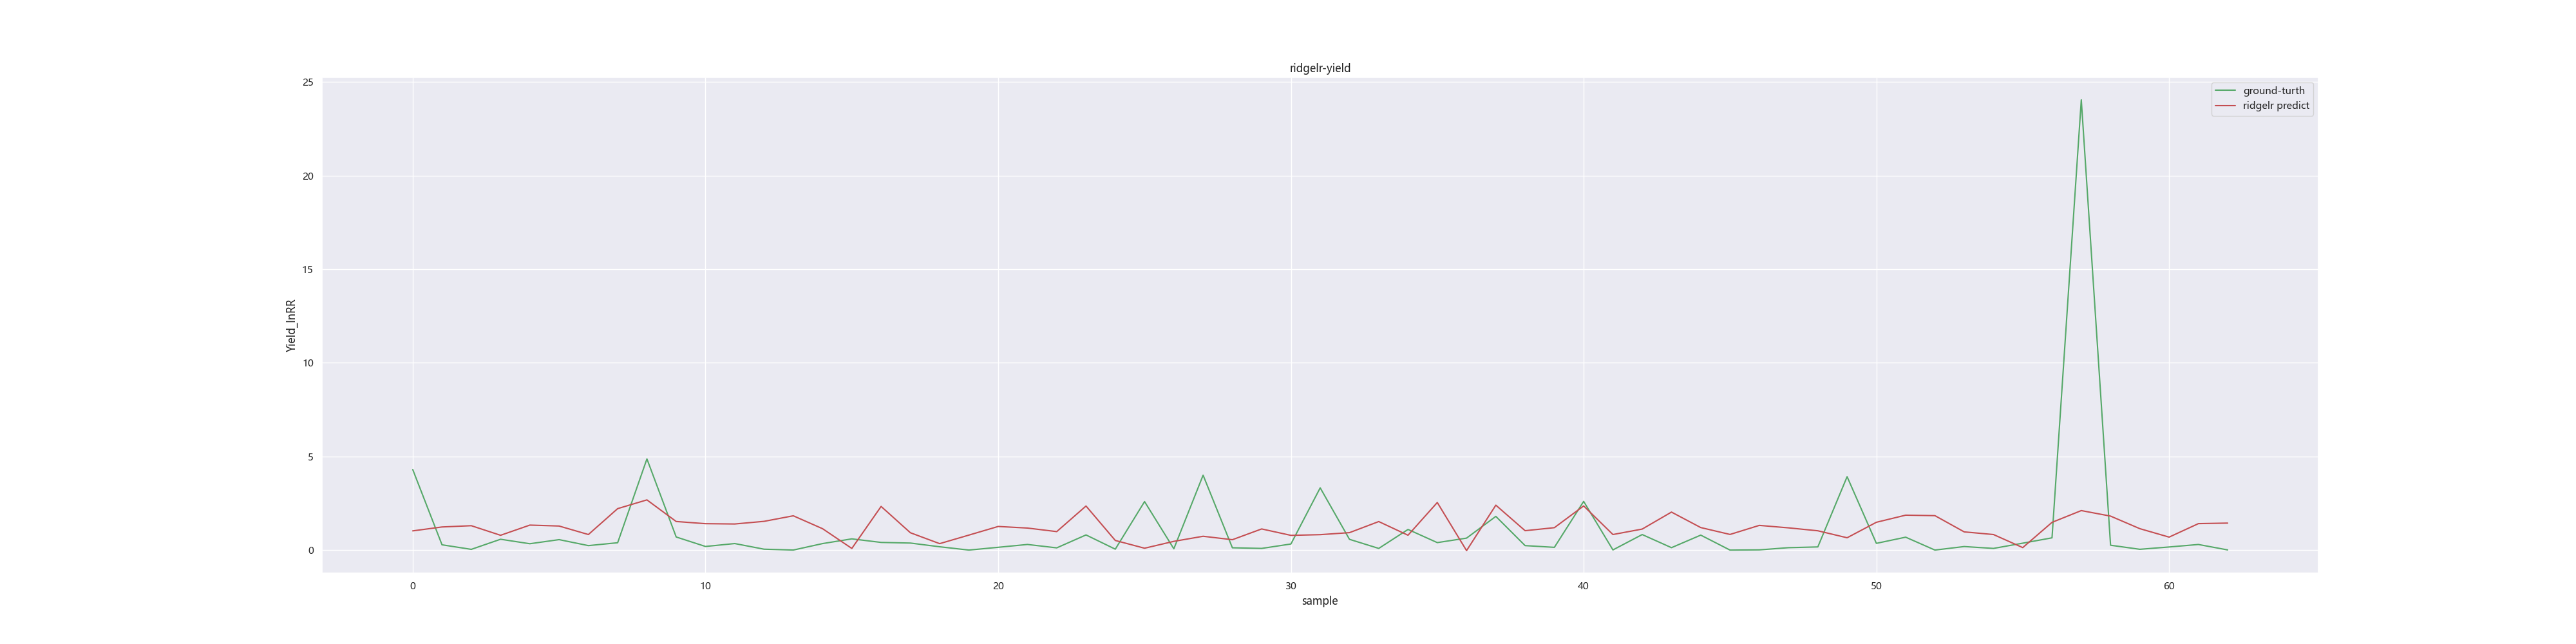 ridgelr-yield
25
20
15
10
5
0
Yield_lnRR
ground-turth
ridgelr predict
0 10 20 30 40 50 60
sample